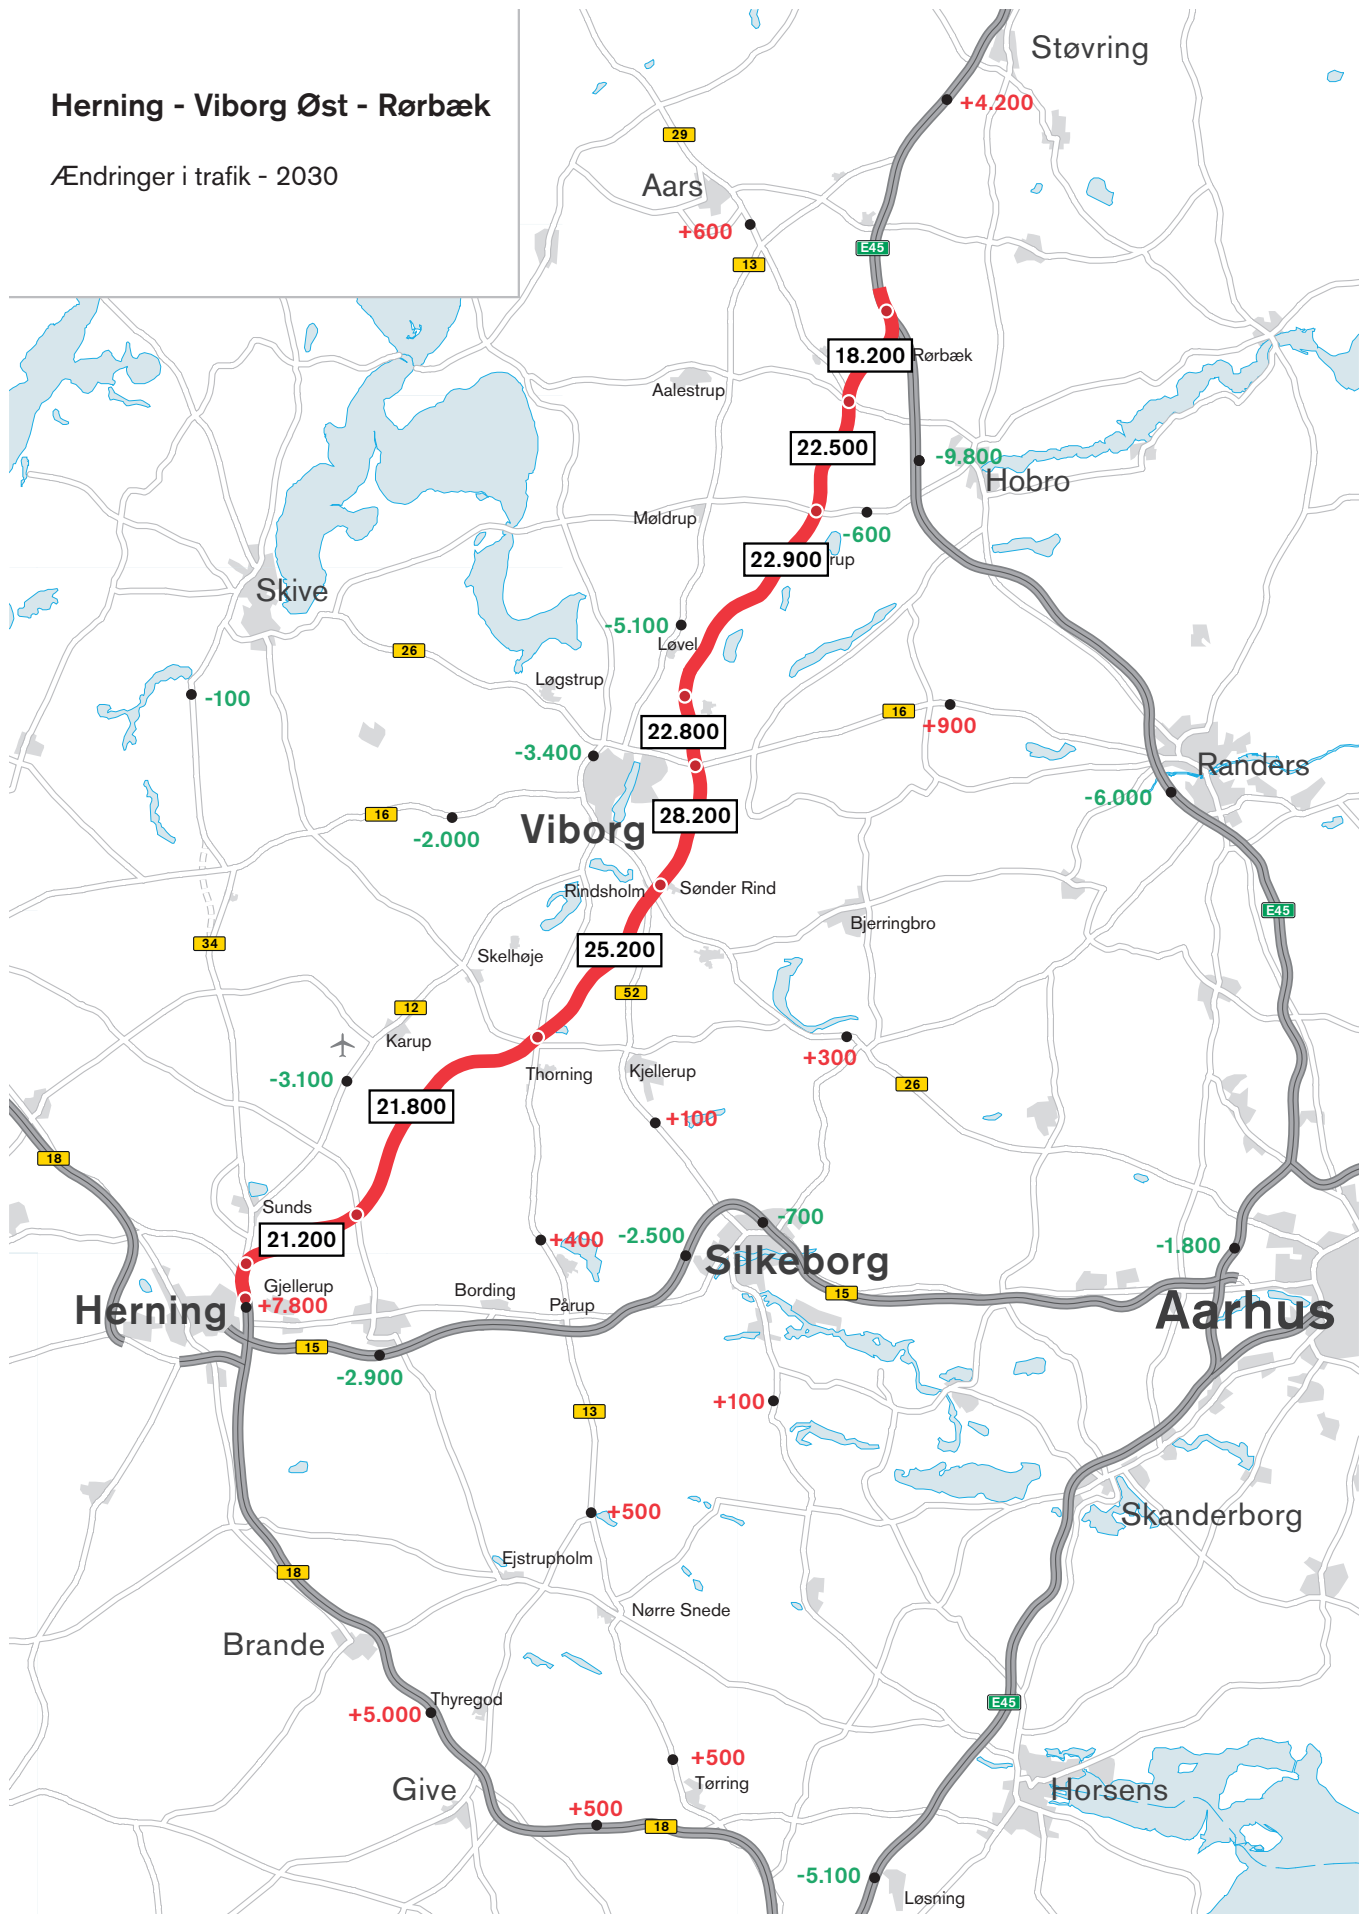 Herning - Viborg Øst - Rørbæk
Ændringer i trafik - 2030
Støvring
+4.200
29
Aars
+600
E45
13
18.200
Rørbæk
Aalestrup
22.500
-9.800
Hobro
Møldrup
-600
22.900
rup
Skive
-5.100
Løvel
26
Løgstrup
-100
16
+900
22.800
-3.400
Randers
-6.000
16
28.200
-2.000
Viborg
Rindsholm
Sønder Rind
E45
Bjerringbro
34
25.200
Skelhøje
52
12
Karup
+300
-3.100
Thorning
Kjellerup
26
21.800
+100
18
Sunds
-700
21.200
+400
-2.500
-1.800
Silkeborg
Gjellerup
Bording
15
+7.800
Pårup
Herning
Aarhus
15
-2.900
+100
13
+500
Skanderborg
Ejstrupholm
18
Nørre Snede
Brande
Thyregod
E45
+5.000
+500
Tørring
Give
Horsens
+500
18
-5.100
Løsning